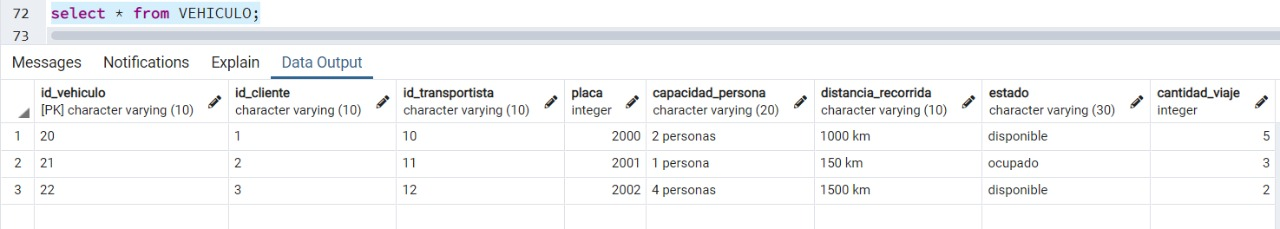 72 select * from VEHICULO;
73
Messages Notifications Explain Data Output
id_vehiculo id_cliente id_transportista placa capacidad_persona distancia_recorrida estado cantidad_viaje
[PK] character varying (10) character varying (10) character varying (10) integer character varying (20) character varying (10) character varying (30) integer
1 20 1 10 2000 2 personas 1000 km disponible 5
2 21 2 11 2001 1 persona 150 km ocupado 3
3 22 3 12 2002 4 personas 1500 km disponible 2